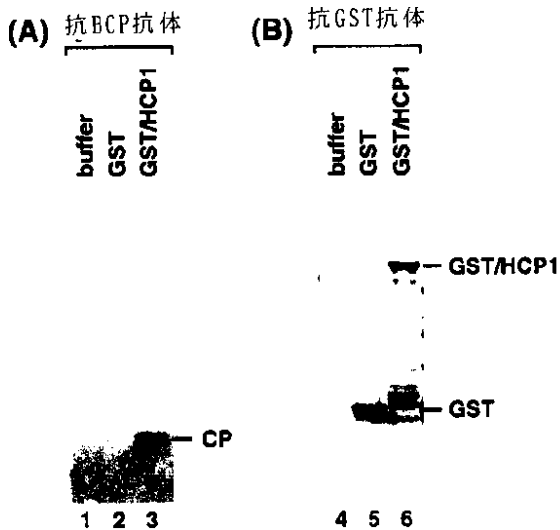 (A) 抗BCP抗体
buffer
GST
GST/HCP1
CP
1 2 3
(B) 抗GST抗体
buffer
GST
GST/HCP1
GST/HCP1
GST
4 5 6